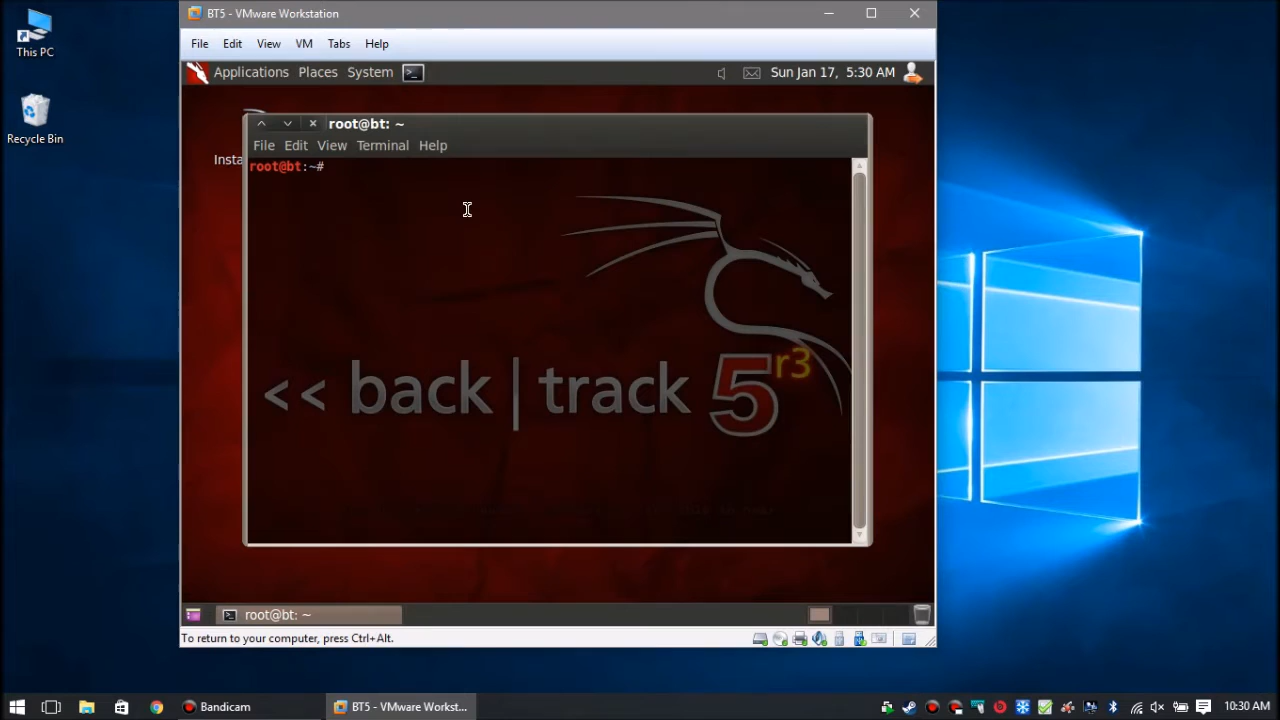 This PC
Recycle Bin
BT5 - VMware Workstation
File Edit View VM Tabs Help
Applications Places System >_ Sun Jan 17, 5:30 AM
root@bt: ~
File Edit View Terminal Help
Insta
root@bt:~#
<< back | track 5 r3
root@bt: ~
To return to your computer, press Ctrl+Alt.
Bandicam
BT5 - VMware Workst...
10:30 AM